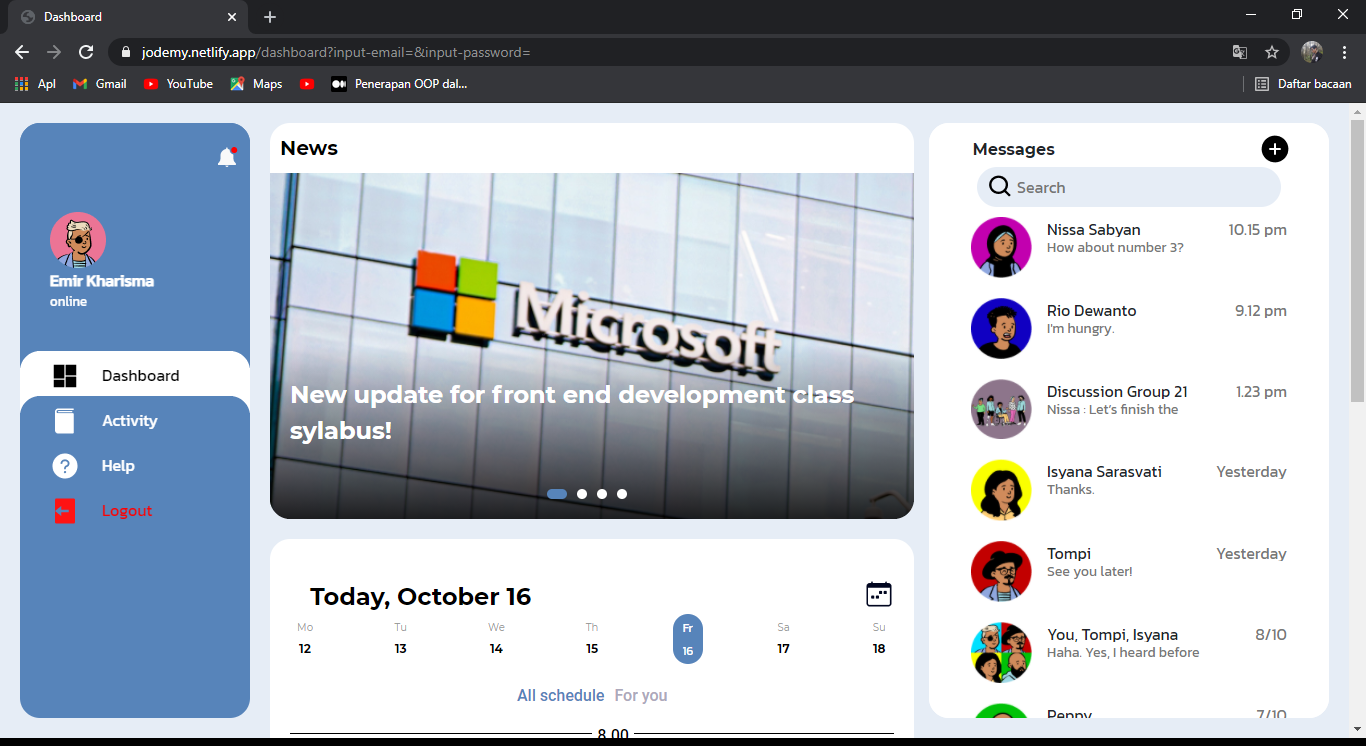 Dashboard
jodemy.netlify.app/dashboard?input-email=&input-password=
Apl
Gmail
YouTube
Maps
Penerapan OOP dal...
Daftar bacaan
Emir Kharisma
online
Dashboard
Activity
Help
Logout
News
Microsoft
New update for front end development class
sylabus!
Today, October 16
Mo Tu We Th Fr Sa Su
12 13 14 15 16 17 18
All schedule For you
8.00
Messages
Search
Nissa Sabyan 10.15 pm
How about number 3?
Rio Dewanto 9.12 pm
I'm hungry.
Discussion Group 21 1.23 pm
Nissa : Let's finish the
Isyana Sarasvati Yesterday
Thanks.
Tompi Yesterday
See you later!
You, Tompi, Isyana 8/10
Haha. Yes, I heard before
Peppy 7/10